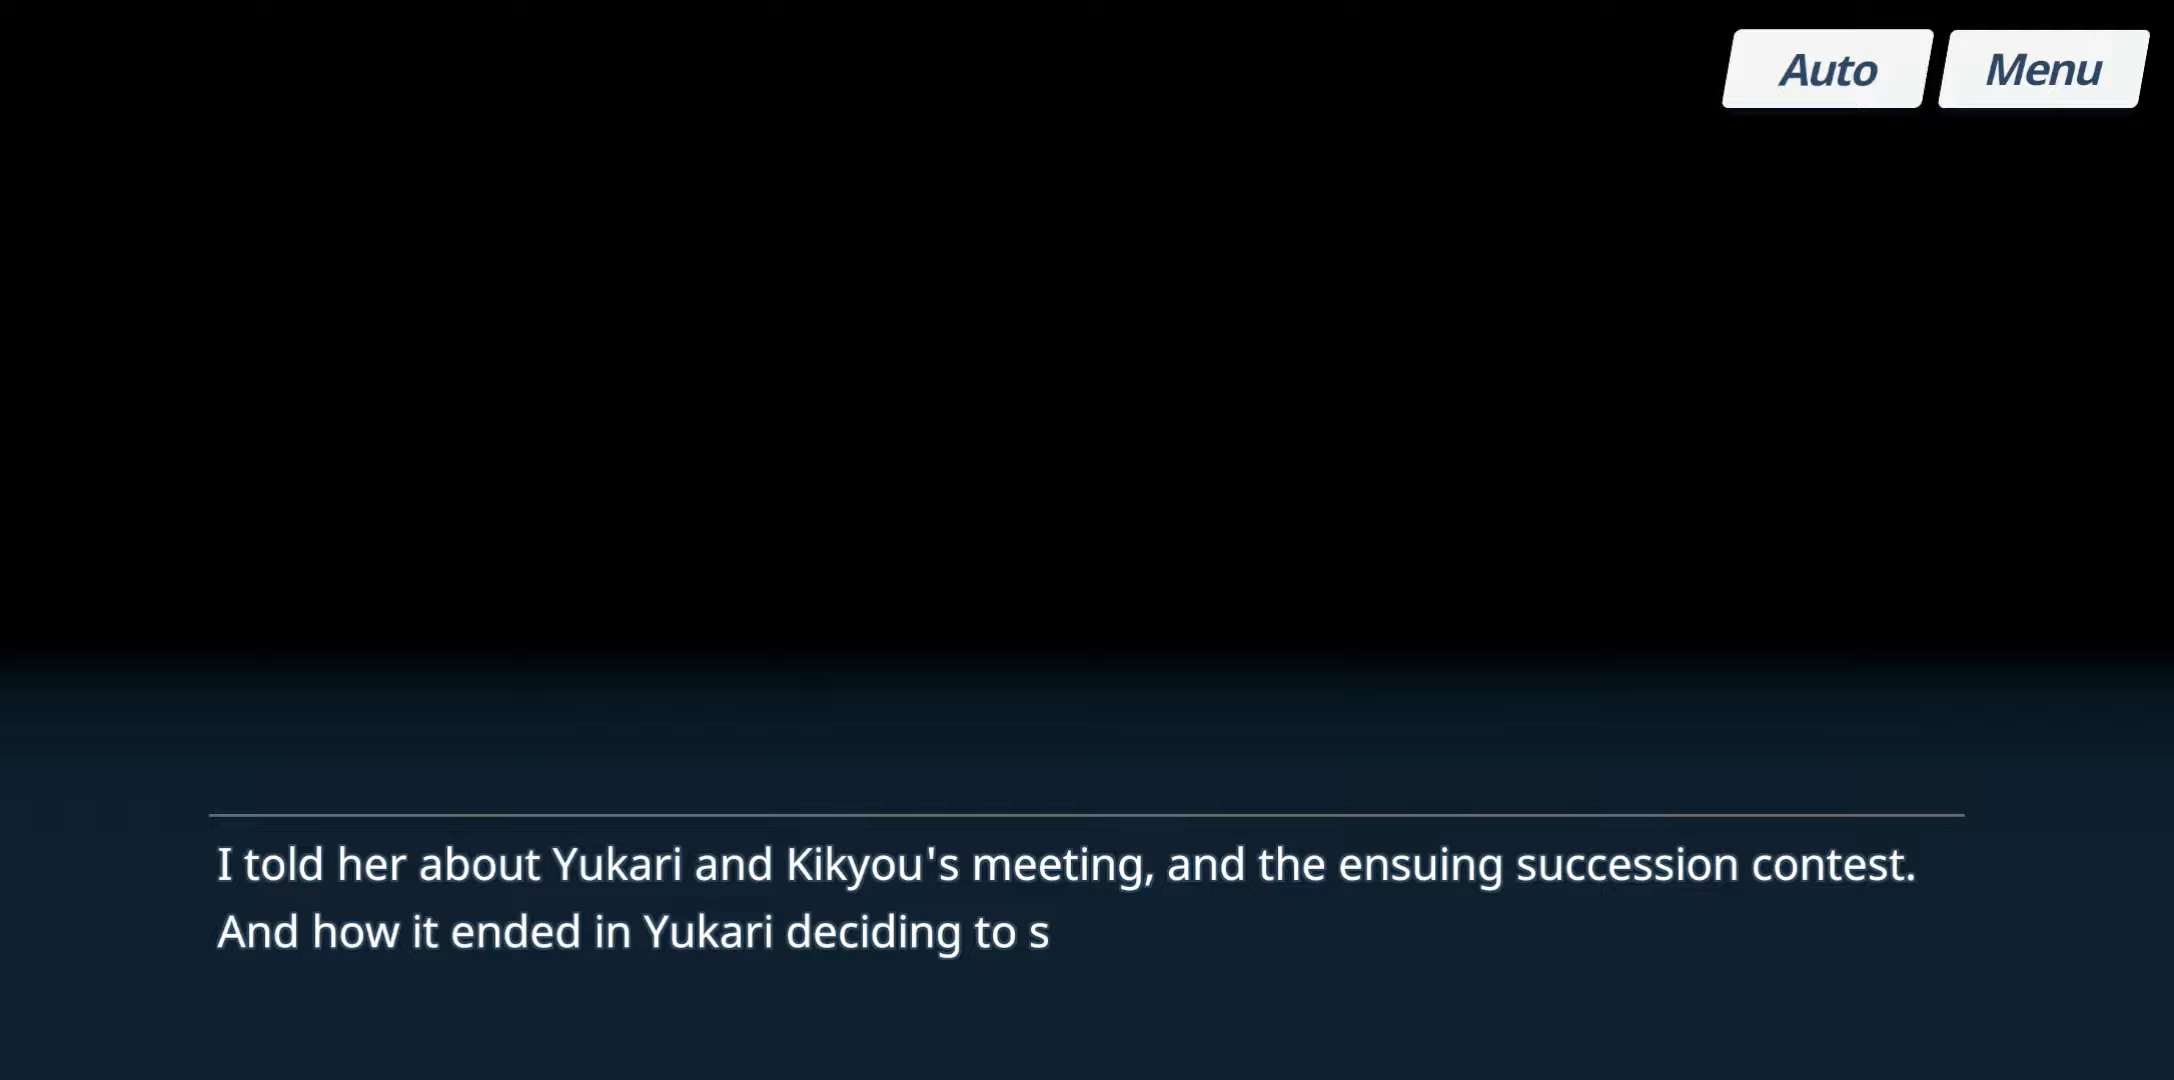 Auto Menu
I told her about Yukari and Kikyou's meeting, and the ensuing succession contest.
And how it ended in Yukari deciding to s